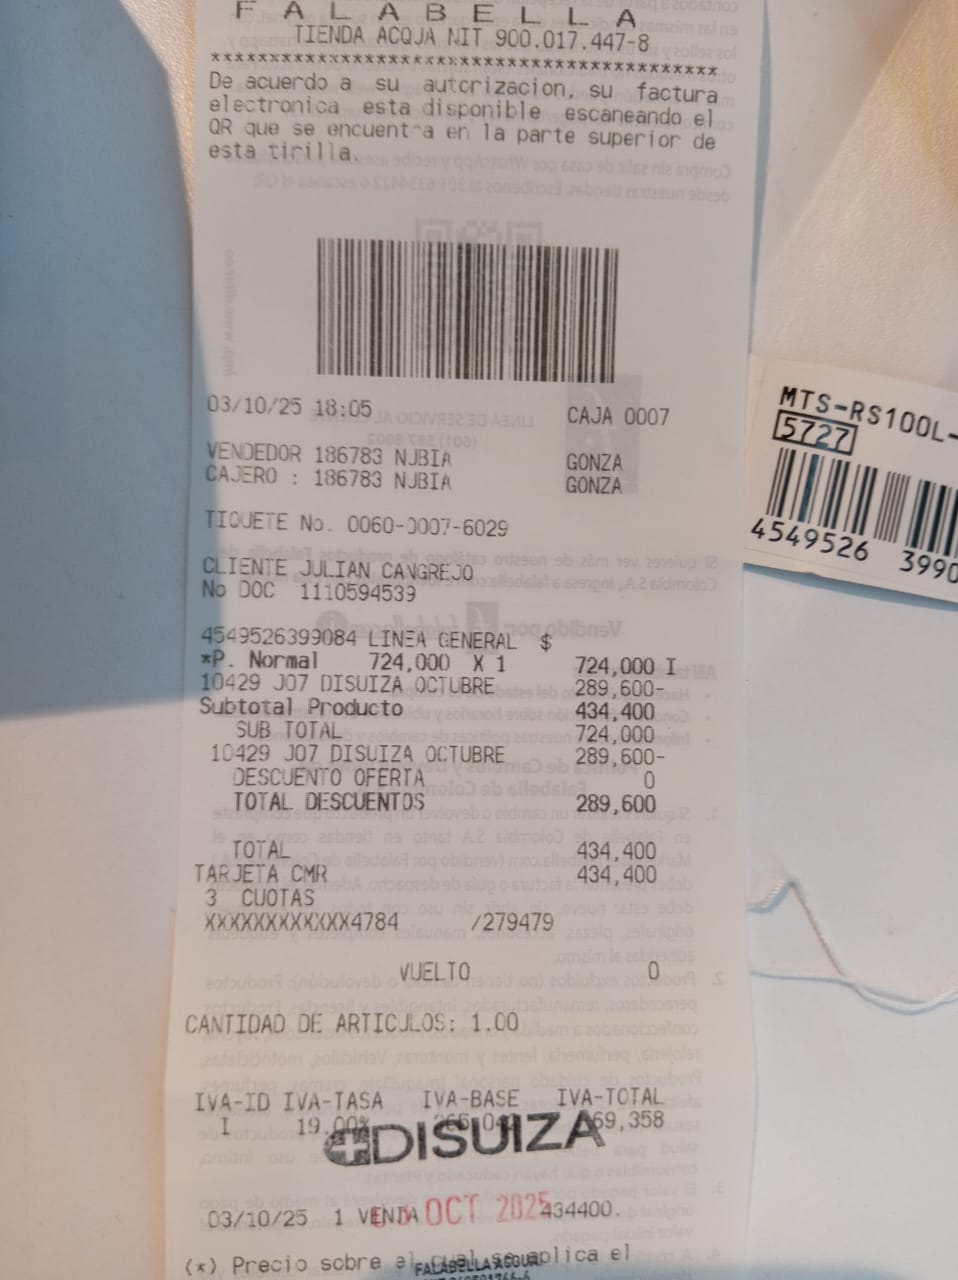 F A L A B E L L A
TIENDA ACQUA NIT 900.017.447-8
******************************************
De acuerdo a su autorizacion, su factura
electronica esta disponible escaneando el
QR que se encuentra en la parte superior de
esta tirilla.
03/10/25 18:05 CAJA 0007
VENDEDOR 186783 NUBIA GONZA
CAJERO : 186783 NUBIA GONZA
TIQUETE No. 0060-0007-6029
CLIENTE JULIAN CANGREJO
No DOC 1110594539
4549526399084 LINEA GENERAL $
*P. Normal 724,000 X 1 724,000 I
10429 J07 DISUIZA OCTUBRE 289,600-
Subtotal Producto 434,400
SUB TOTAL 724,000
10429 J07 DISUIZA OCTUBRE 289,600-
DESCUENTO OFERTA 0
TOTAL DESCUENTOS 289,600
TOTAL 434,400
TARJETA CMR 434,400
3 CUOTAS
XXXXXXXXXXXX4784 /279479
VUELTO 0
CANTIDAD DE ARTICULOS: 1.00
IVA-ID IVA-TASA IVA-BASE IVA-TOTAL
I 19.00% 69,358
DISUIZA
03/10/25 1 VENTA 434400.
OCT 2025
(*) Precio sobre el cual se aplica el
FALABELLA ACQUA
MTS-RS100L-
5727
4549526 3990